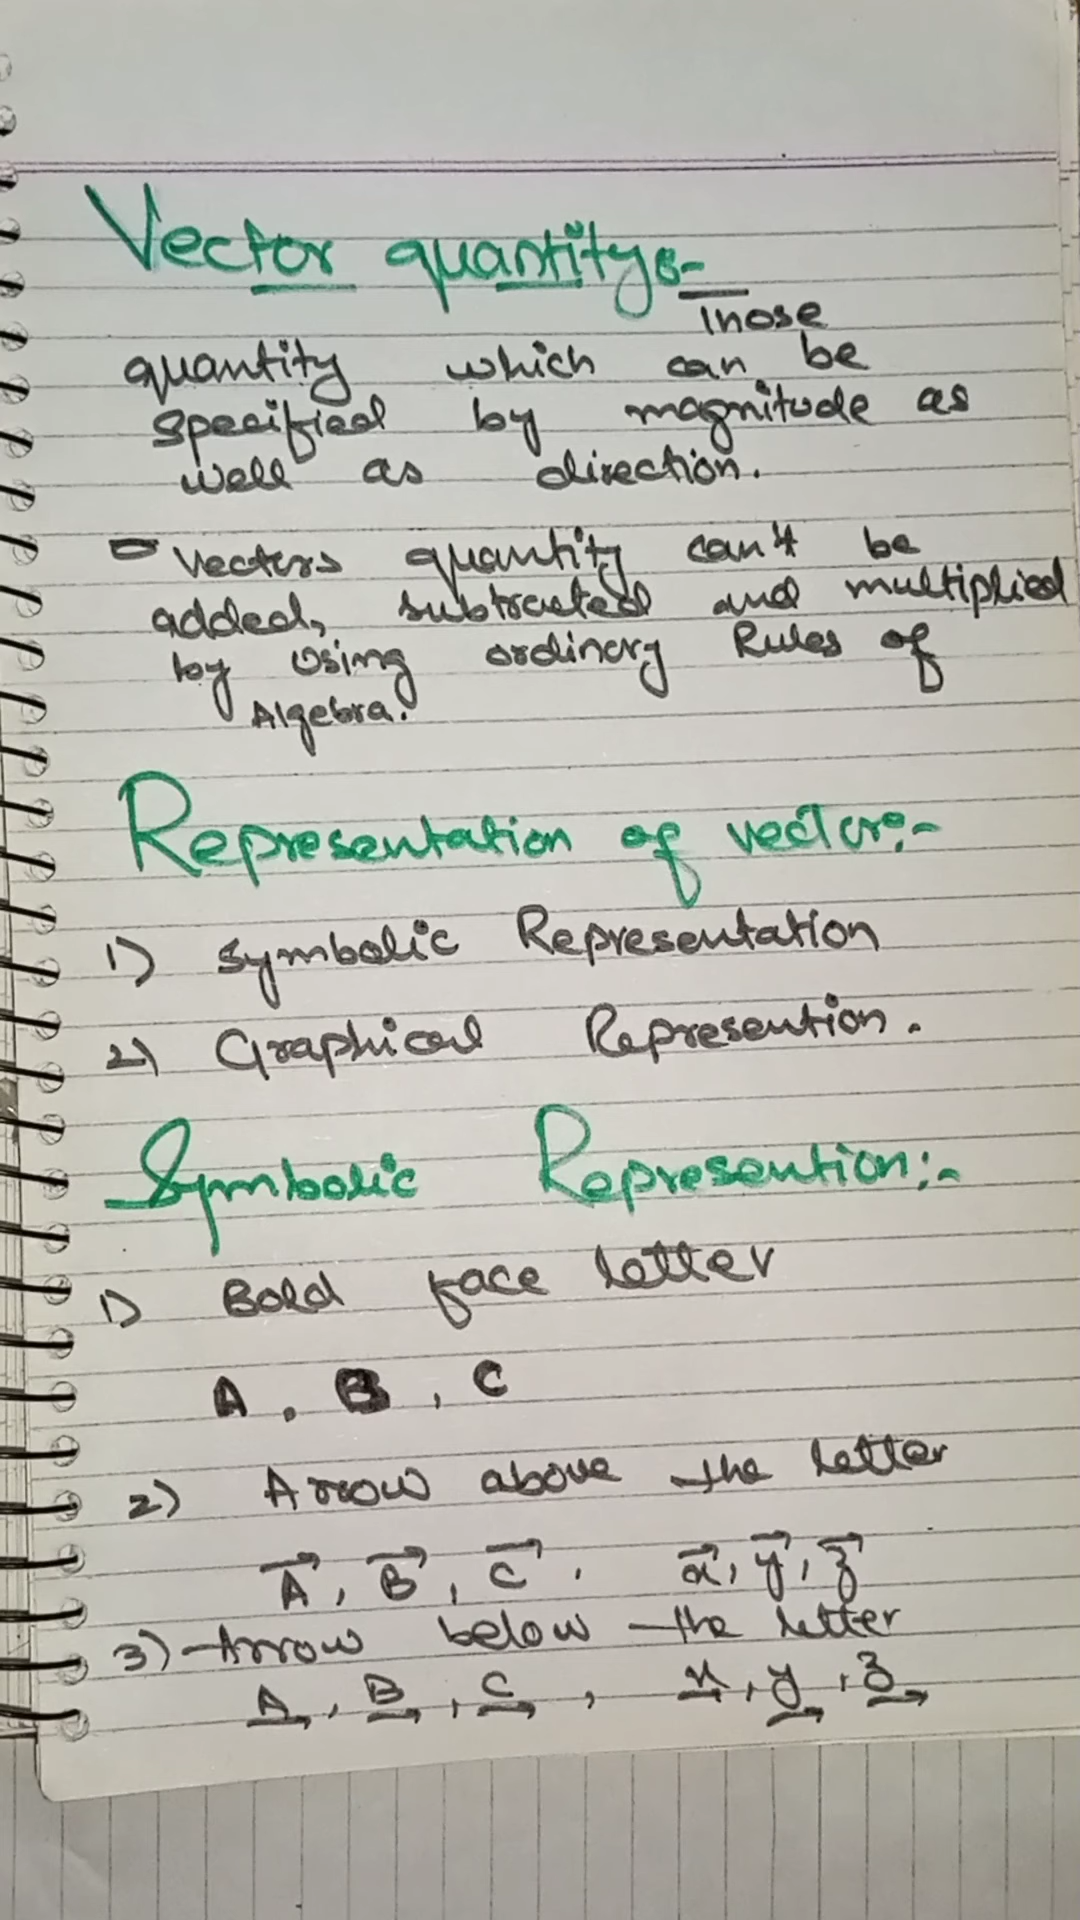 Vector quantity:-
Those
quantity which can be
specified by magnitude as
well as direction.
- Vectors quantity can't be
added, subtracted and multiplied
by using ordinary Rules of
Algebra.
Representation of vector:-
1) Symbolic Representation
2) Graphical Represention.
Symbolic Represention:-
1) Bold face letter
A, B, C
2) Arrow above the letter
A⃗, B⃗, C⃗, x⃗, y⃗, z⃗
3) Arrow below the letter
A͢, B͢, C͢, x͢, y͢, z͢